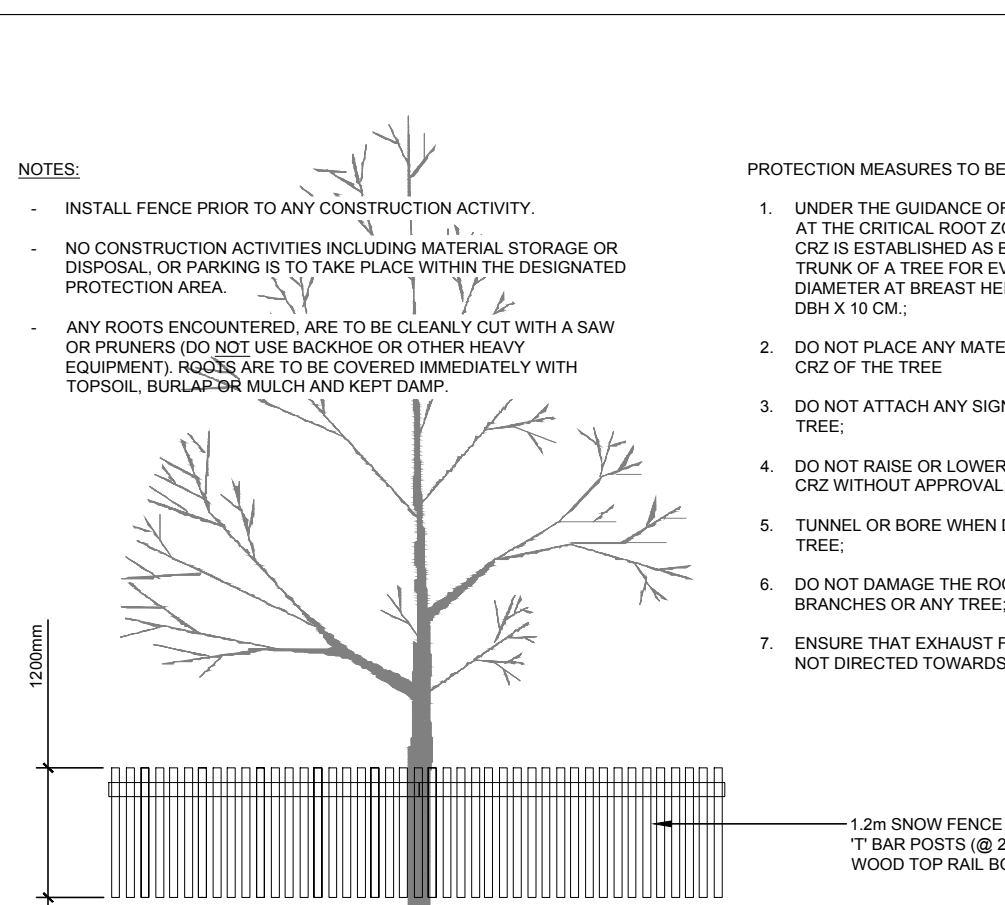 NOTES:
- INSTALL FENCE PRIOR TO ANY CONSTRUCTION ACTIVITY.
- NO CONSTRUCTION ACTIVITIES INCLUDING MATERIAL STORAGE OR
DISPOSAL, OR PARKING IS TO TAKE PLACE WITHIN THE DESIGNATED
PROTECTION AREA.
- ANY ROOTS ENCOUNTERED, ARE TO BE CLEANLY CUT WITH A SAW
OR PRUNERS (DO NOT USE BACKHOE OR OTHER HEAVY
EQUIPMENT). ROOTS ARE TO BE COVERED IMMEDIATELY WITH
TOPSOIL, BURLAP OR MULCH AND KEPT DAMP.
PROTECTION MEASURES TO BE
1. UNDER THE GUIDANCE OF
AT THE CRITICAL ROOT
CRZ IS ESTABLISHED AS
TRUNK OF A TREE FOR
DIAMETER AT BREAST
DBH X 10 CM.;
2. DO NOT PLACE ANY
CRZ OF THE TREE
3. DO NOT ATTACH ANY
TREE;
4. DO NOT RAISE OR LOWER
CRZ WITHOUT APPROVAL
5. TUNNEL OR BORE WHEN
TREE;
6. DO NOT DAMAGE THE
BRANCHES OR ANY TREE;
7. ENSURE THAT EXHAUST
NOT DIRECTED TOWARDS
1200mm
1.2m SNOW FENCE
'T' BAR POSTS (@ 2
WOOD TOP RAIL